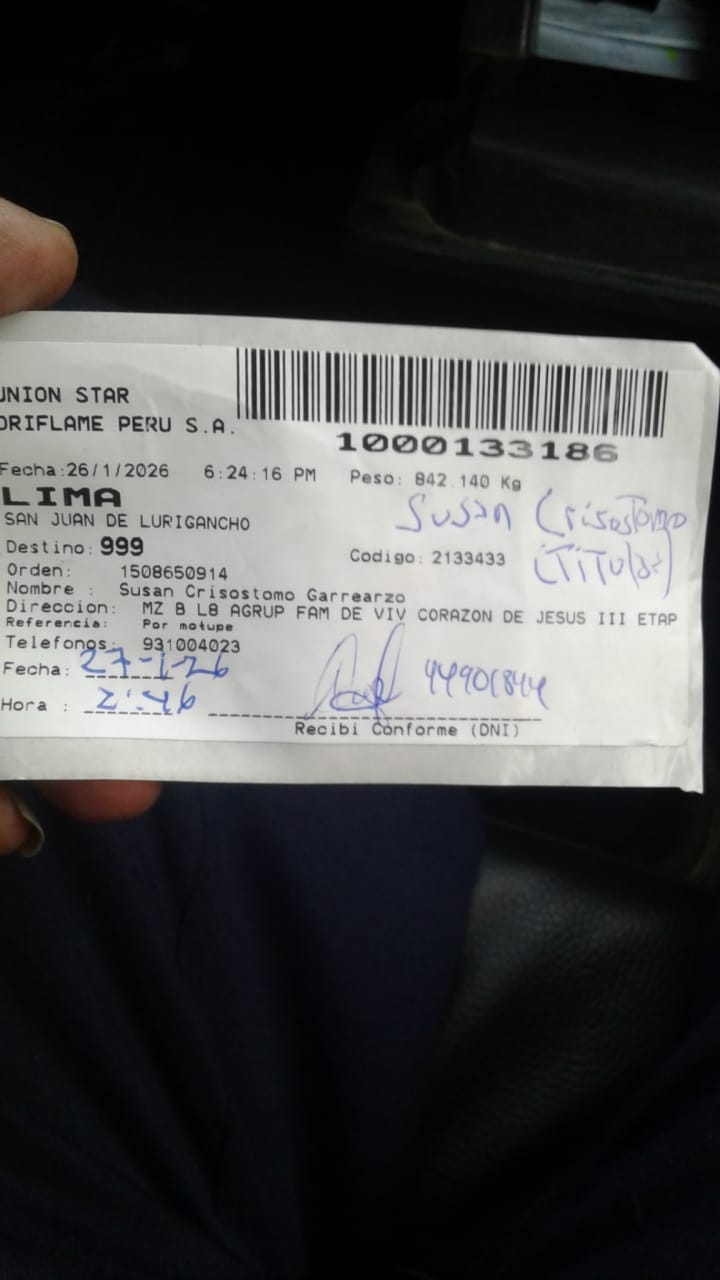 UNION STAR
ORIFLAME PERU S.A.
1000133186
Fecha:26/1/2026 6:24:16 PM Peso: 842.140 Kg
LIMA
Susan Crisostomo
SAN JUAN DE LURIGANCHO
(Titular)
Destino: 999
Codigo: 2133433
Orden: 1508650914
Nombre : Susan Crisostomo Garrearzo
Direccion: MZ B L8 AGRUP FAM DE VIV CORAZON DE JESUS III ETAP
Referencia: Por motupe
Telefonos: 931004023
Fecha: 27-1-26
44901844
Hora : 2:46
Recibi Conforme (DNI)